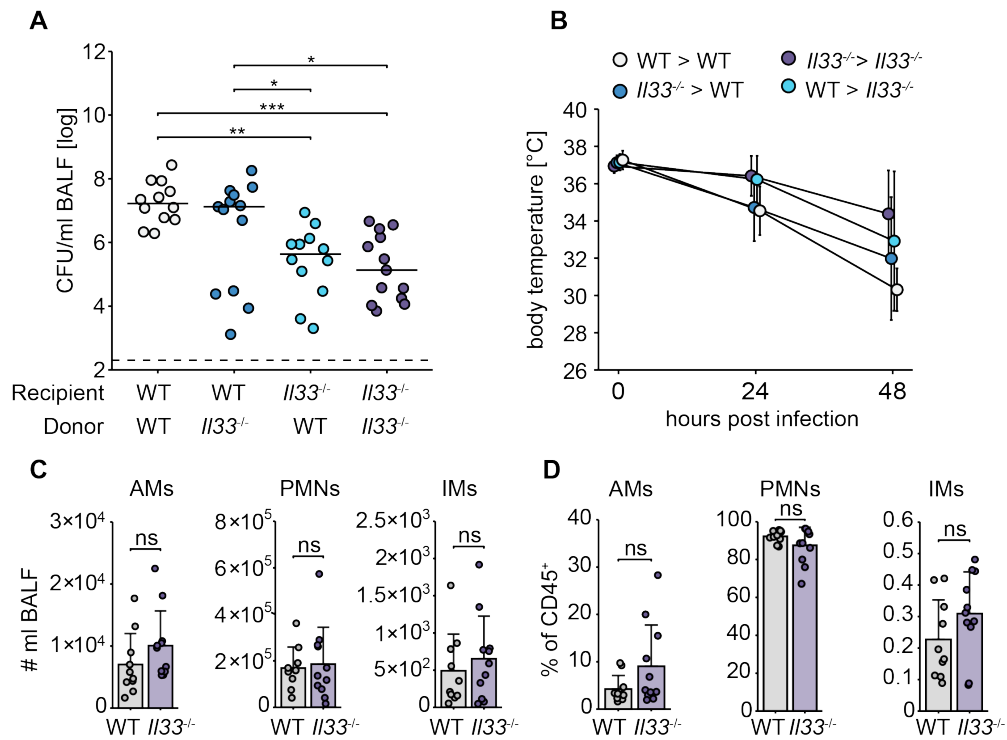 A
CFU/ml BALF [log]
12
10
8
6
4
2
*
*
***
**
Recipient WT WT Il33-/- Il33-/-
Donor WT Il33-/- WT Il33-/-
B
WT > WT Il33-/-> Il33-/-
Il33-/- > WT WT > Il33-/-
body temperature [°C]
40
38
36
34
32
30
28
26
0 24 48
hours post infection
C
# ml BALF
AMs
3×10⁴
2×10⁴
1×10⁴
0
ns
WT Il33-/-
PMNs
8×10⁵
6×10⁵
4×10⁵
2×10⁵
0
ns
WT Il33-/-
IMs
2.5×10³
2×10³
1.5×10³
1×10³
5×10²
0
ns
WT Il33-/-
D
% of CD45⁺
AMs
40
30
20
10
0
ns
WT Il33-/-
PMNs
100
80
60
40
20
0
ns
WT Il33-/-
IMs
0.6
0.5
0.4
0.3
0.2
0.1
0
ns
WT Il33-/-